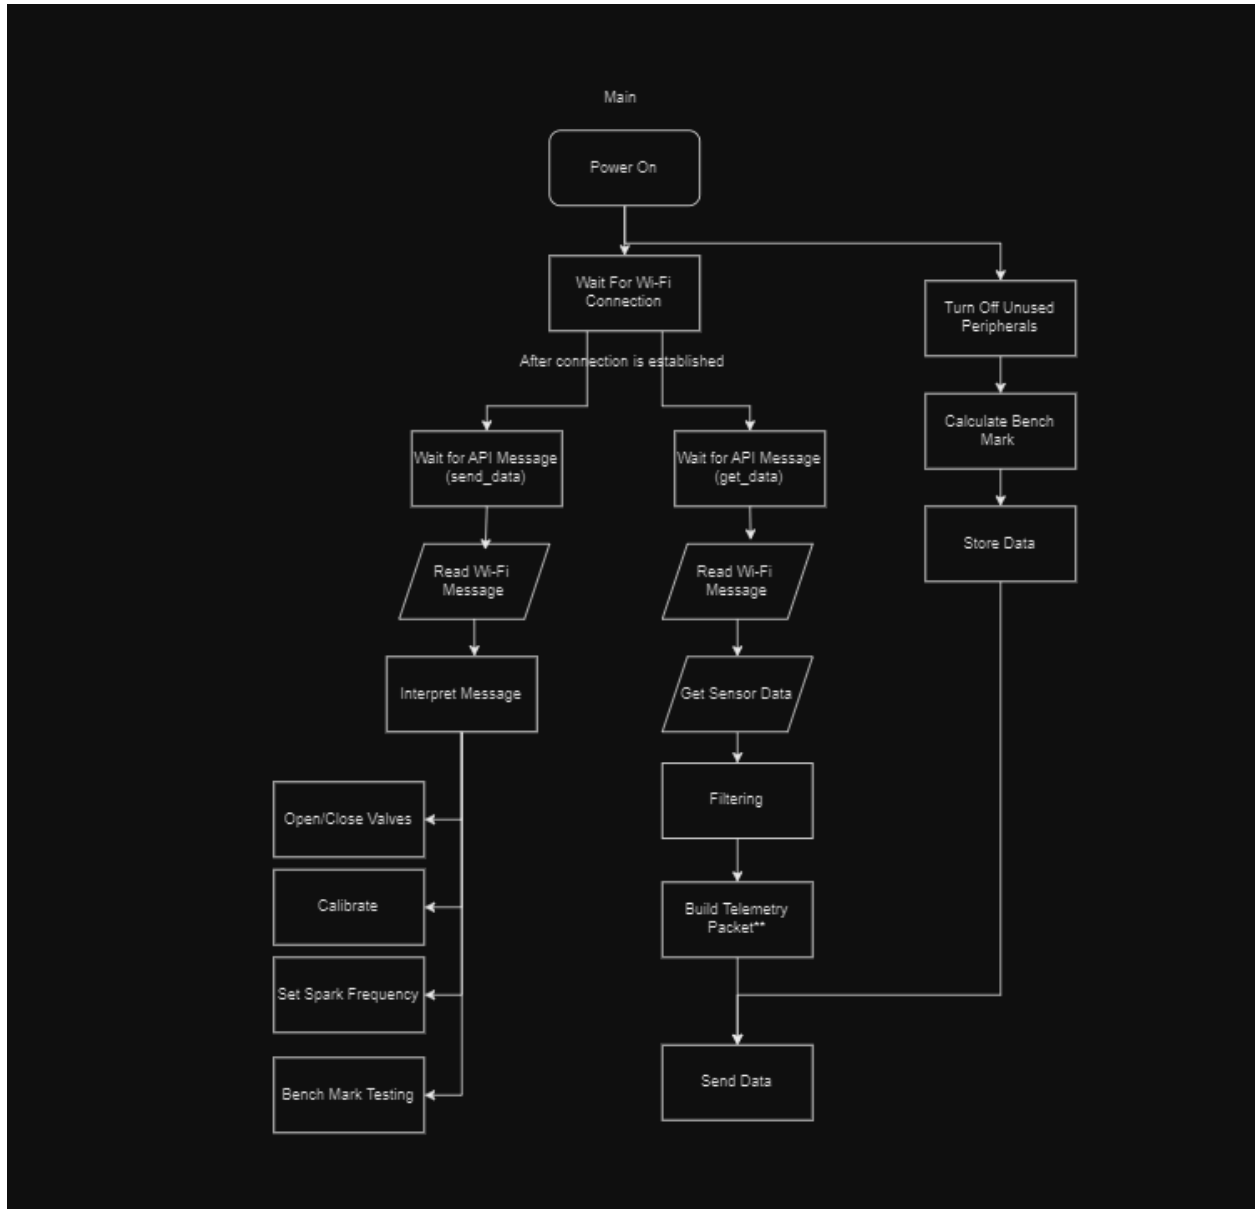 Main
Power On
Wait For Wi-Fi
Connection
After connection is established
Turn Off Unused
Peripherals
Calculate Bench
Mark
Store Data
Wait for API Message
(send_data)
Wait for API Message
(get_data)
Read Wi-Fi
Message
Read Wi-Fi
Message
Interpret Message
Get Sensor Data
Open/Close Valves
Filtering
Calibrate
Build Telemetry
Packet**
Set Spark Frequency
Bench Mark Testing
Send Data